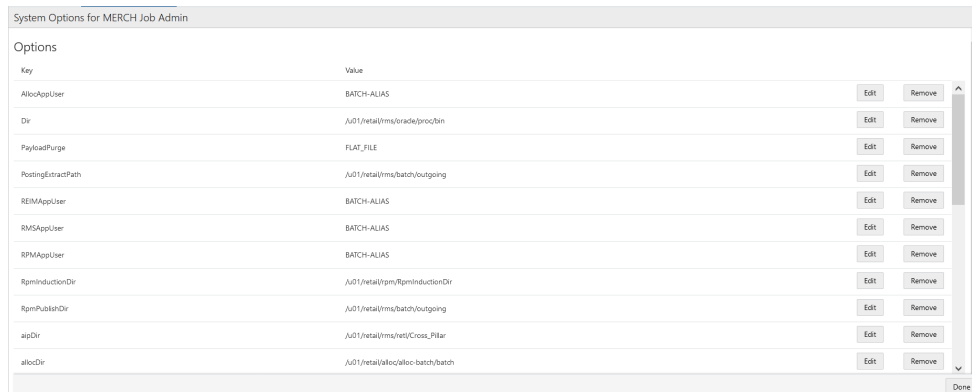 System Options for MERCH Job Admin
Options
Key Value
AllocAppUser BATCH-ALIAS Edit Remove
Dir /u01/retail/rms/orade/proc/bin Edit Remove
PayloadPurge FLAT_FILE Edit Remove
PostingExtractPath /u01/retail/rms/batch/outgoing Edit Remove
REIMAppUser BATCH-ALIAS Edit Remove
RMSAppUser BATCH-ALIAS Edit Remove
RPMAppUser BATCH-ALIAS Edit Remove
RpmInductionDir /u01/retail/rpm/RpmInductionDir Edit Remove
RpmPublishDir /u01/retail/rms/batch/outgoing Edit Remove
aipDir /u01/retail/rms/retl/Cross_Pillar Edit Remove
allocDir /u01/retail/alloc/alloc-batch/batch Edit Remove
Done